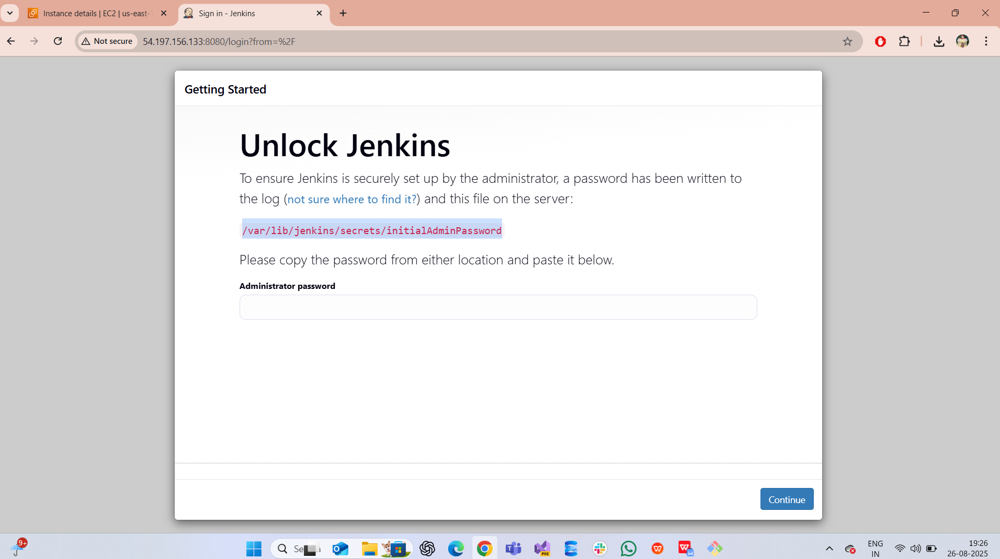 Instance details | EC2 | us-east-
Sign in - Jenkins
Not secure
54.197.156.133:8080/login?from=%2F
Getting Started
Unlock Jenkins
To ensure Jenkins is securely set up by the administrator, a password has been written to
the log (not sure where to find it?) and this file on the server:
/var/lib/jenkins/secrets/initialAdminPassword
Please copy the password from either location and paste it below.
Administrator password
Continue
9+
PRE
ENG
IN
19:26
26-08-2025